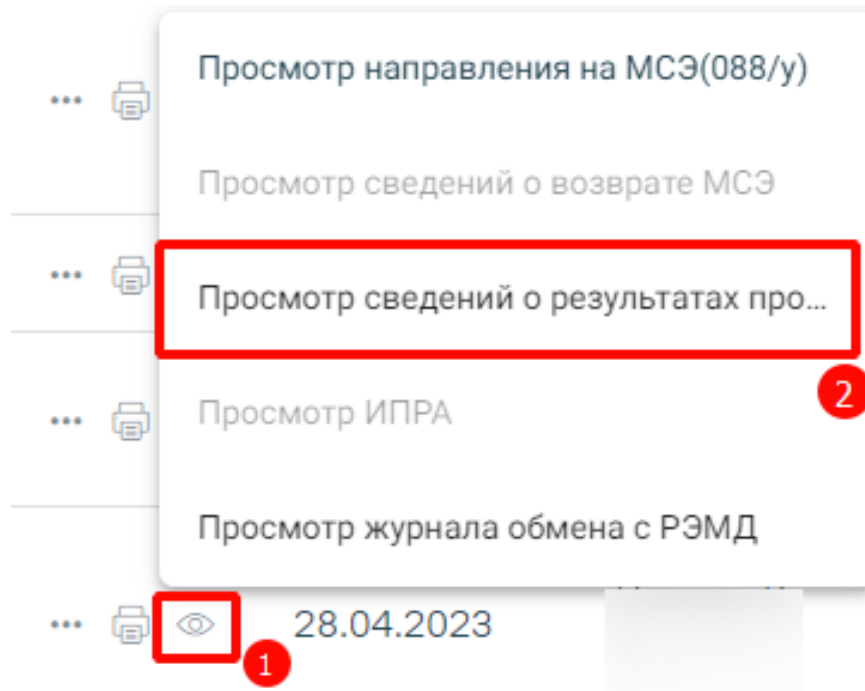 Просмотр направления на МСЭ(088/у)
Просмотр сведений о возврате МСЭ
Просмотр сведений о результатах про...
2
Просмотр ИПРА
Просмотр журнала обмена с РЭМД
28.04.2023
1